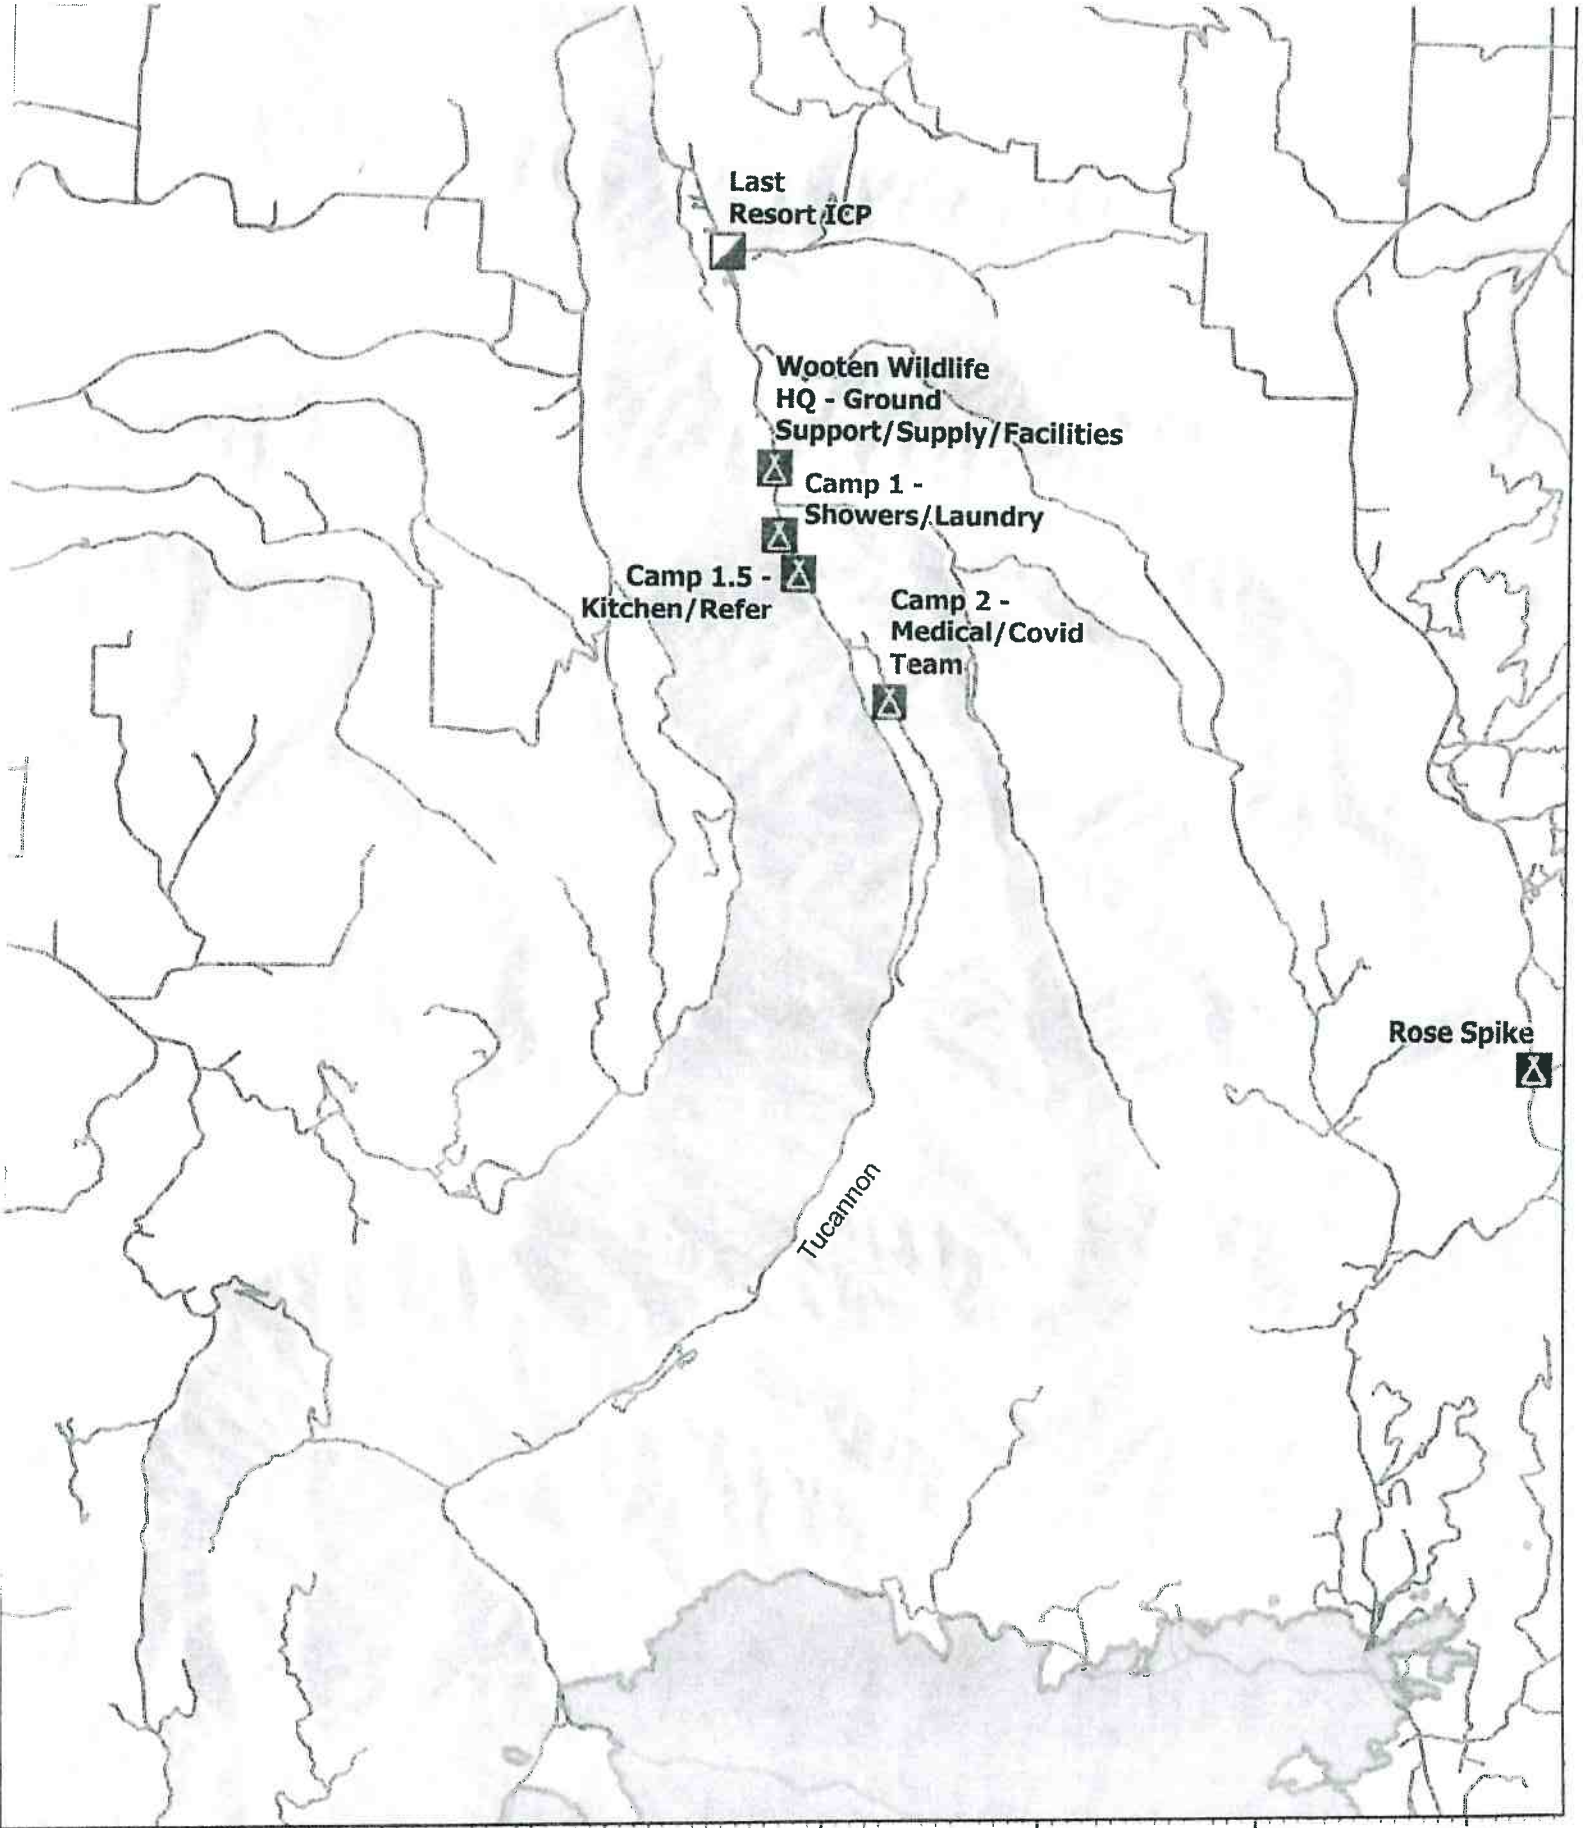 Last
Resort ICP
Wooten Wildlife
HQ - Ground
Support/Supply/Facilities
Camp 1 -
Showers/Laundry
Camp 1.5 -
Kitchen/Refer
Camp 2 -
Medical/Covid
Team
Rose Spike
Tucannon